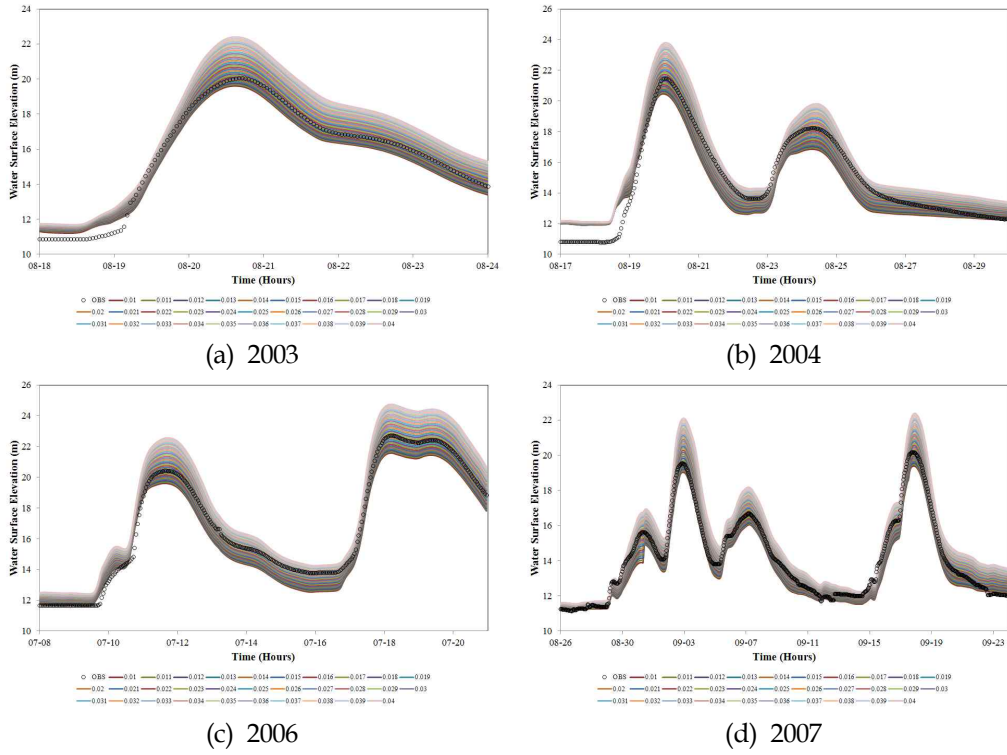 24
22
20
18
16
14
12
10
Water Surface Elevation (m)
08-18 08-19 08-20 08-21 08-22 08-23 08-24
Time (Hours)
OBS 0.01 0.011 0.012 0.013 0.014 0.015 0.016 0.017 0.018 0.019
0.02 0.021 0.022 0.023 0.024 0.025 0.026 0.027 0.028 0.029 0.03
0.031 0.032 0.033 0.034 0.035 0.036 0.037 0.038 0.039 0.04
(a) 2003
26
24
22
20
18
16
14
12
10
Water Surface Elevation (m)
08-17 08-19 08-21 08-23 08-25 08-27 08-29
Time (Hours)
OBS 0.01 0.011 0.012 0.013 0.014 0.015 0.016 0.017 0.018 0.019
0.02 0.021 0.022 0.023 0.024 0.025 0.026 0.027 0.028 0.029 0.03
0.031 0.032 0.033 0.034 0.035 0.036 0.037 0.038 0.039 0.04
(b) 2004
26
24
22
20
18
16
14
12
10
Water Surface Elevation (m)
07-08 07-10 07-12 07-14 07-16 07-18 07-20
Time (Hours)
OBS 0.01 0.011 0.012 0.013 0.014 0.015 0.016 0.017 0.018 0.019
0.02 0.021 0.022 0.023 0.024 0.025 0.026 0.027 0.028 0.029 0.03
0.031 0.032 0.033 0.034 0.035 0.036 0.037 0.038 0.039 0.04
(c) 2006
24
22
20
18
16
14
12
10
Water Surface Elevation (m)
08-26 08-30 09-03 09-07 09-11 09-15 09-19 09-23
Time (Hours)
OBS 0.01 0.011 0.012 0.013 0.014 0.015 0.016 0.017 0.018 0.019
0.02 0.021 0.022 0.023 0.024 0.025 0.026 0.027 0.028 0.029 0.03
0.031 0.032 0.033 0.034 0.035 0.036 0.037 0.038 0.039 0.04
(d) 2007